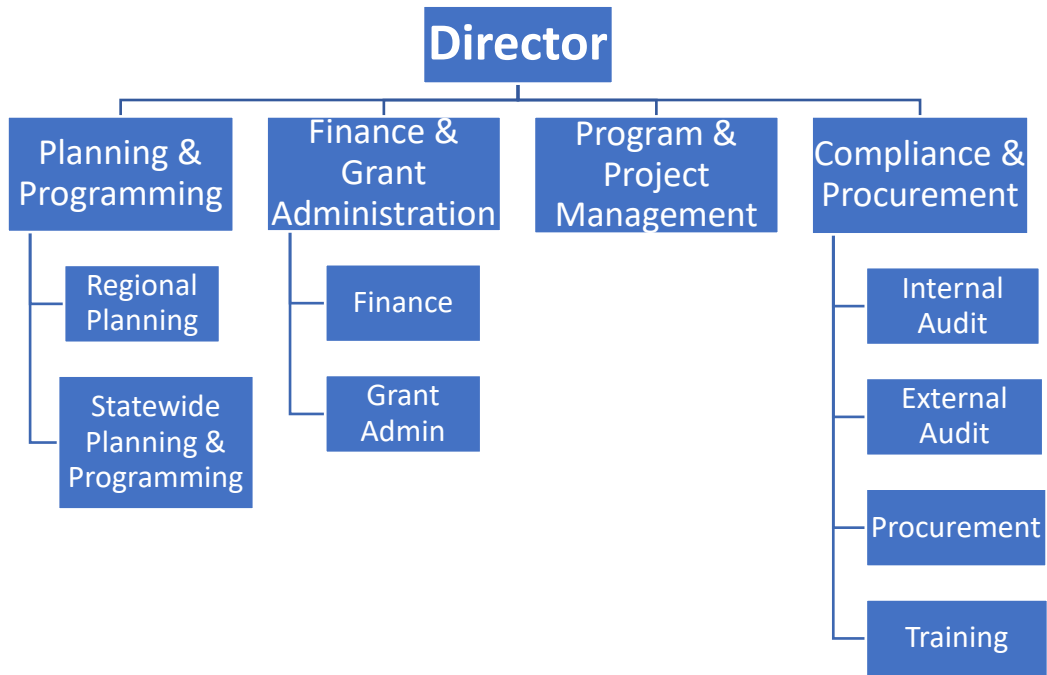 Director
Planning &
Programming
Finance &
Grant
Administration
Program &
Project
Management
Compliance &
Procurement
Regional
Planning
Statewide
Planning &
Programming
Finance
Grant
Admin
Internal
Audit
External
Audit
Procurement
Training